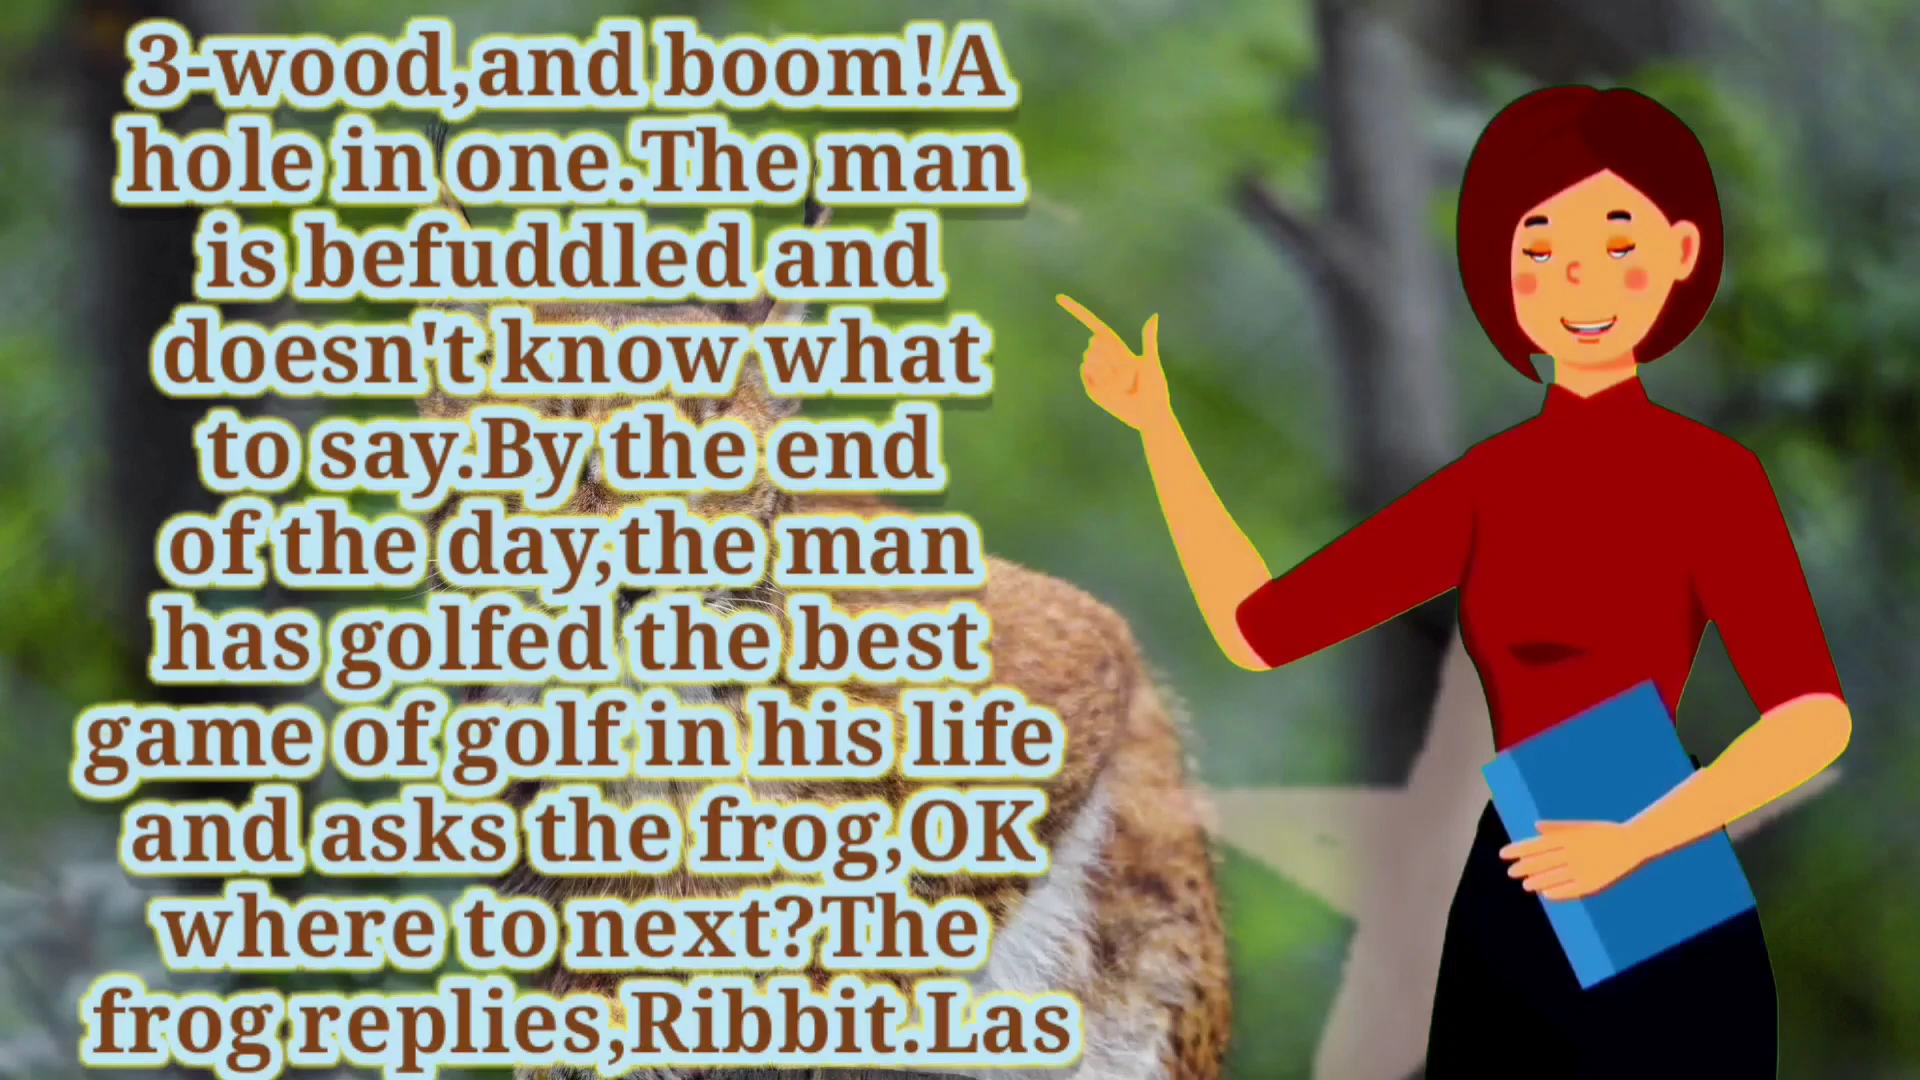 3-wood,and boom!A
hole in one.The man
is befuddled and
doesn't know what
to say.By the end
of the day,the man
has golfed the best
game of golf in his life
and asks the frog,OK
where to next?The
frog replies,Ribbit.Las